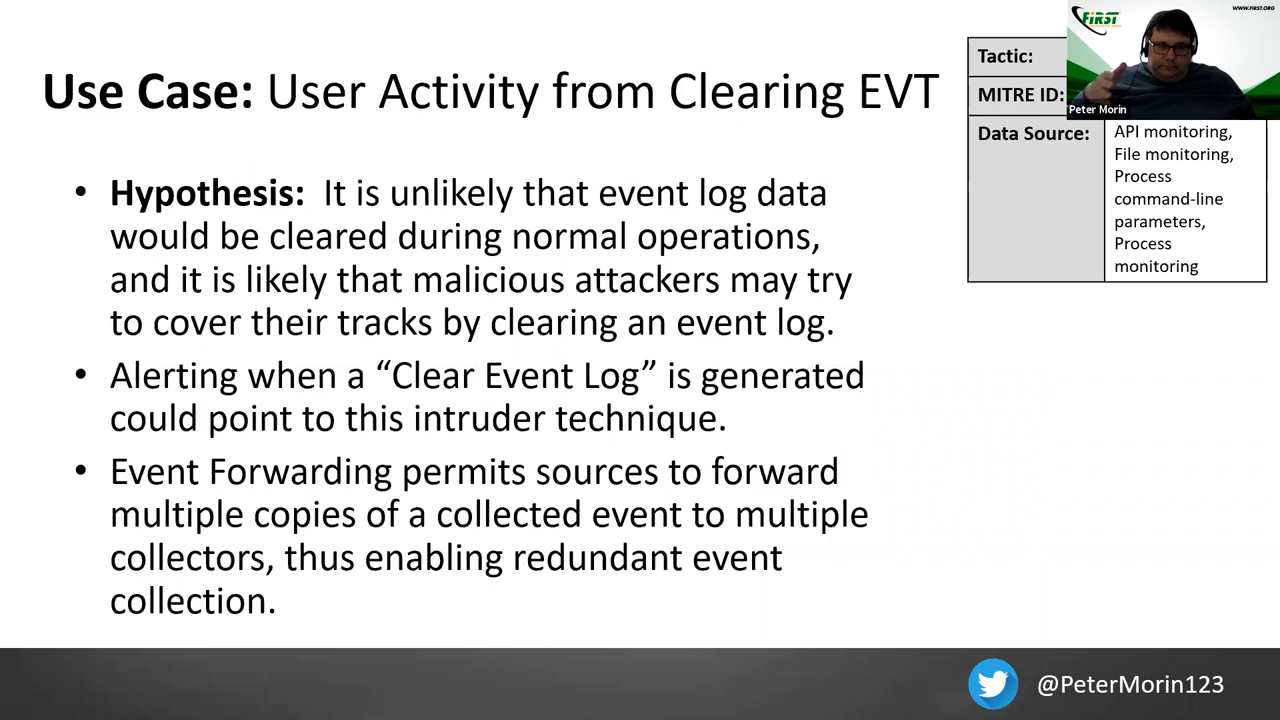 WWW.FIRST.ORG
FIRST
Peter Morin
Use Case: User Activity from Clearing EVT
Tactic:
MITRE ID:
Data Source:
API monitoring,
File monitoring,
Process
command-line
parameters,
Process
monitoring
• Hypothesis: It is unlikely that event log data
would be cleared during normal operations,
and it is likely that malicious attackers may try
to cover their tracks by clearing an event log.
• Alerting when a “Clear Event Log” is generated
could point to this intruder technique.
• Event Forwarding permits sources to forward
multiple copies of a collected event to multiple
collectors, thus enabling redundant event
collection.
@PeterMorin123